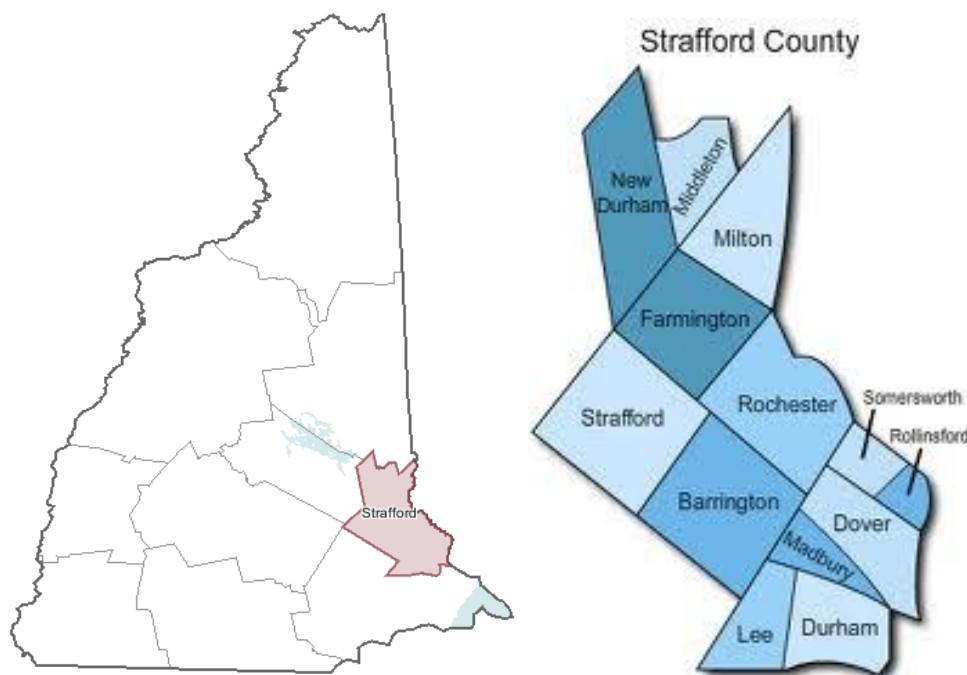 Strafford
Strafford County
New
Durham
Middleton
Milton
Farmington
Strafford
Rochester
Somersworth
Rollinsford
Barrington
Dover
Madbury
Lee
Durham